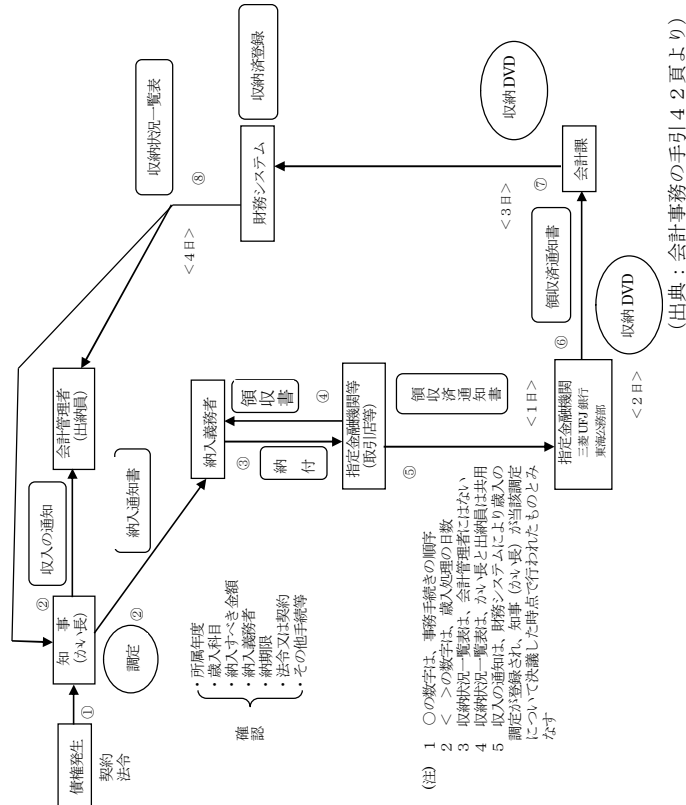 債権発生
契約
法令
①
知　事
(かい長)
②
調定
②
収入の通知
会計管理者
(出納員)
納入通知書
確認
・所属年度
・歳入科目
・納入すべき金額
・納入義務者
・納期限
・法令又は契約
・その他手続等
納入義務者
③
納　付
領収書
④
指定金融機関等
(取引店等)
⑤
領収済通知書
＜1日＞
指定金融機関
三菱 UFJ 銀行
東海公務部
＜2日＞
⑥
収納 DVD
領収済通知書
会計課
⑦
収納 DVD
＜3日＞
財務システム
収納済登録
⑧
収納状況一覧表
＜4日＞
(注)　1　○の数字は、事務手続きの順序
2　＜　＞の数字は、歳入処理の日数
3　収納状況一覧表は、会計管理者にはない
4　収納状況一覧表は、かい長と出納員は共用
5　収入の通知は、財務システムにより歳入の
調定が登録され、知事（かい長）が当該調定
について決議した時点で行われたものとみ
なす
(出典：会計事務の手引４２頁より)